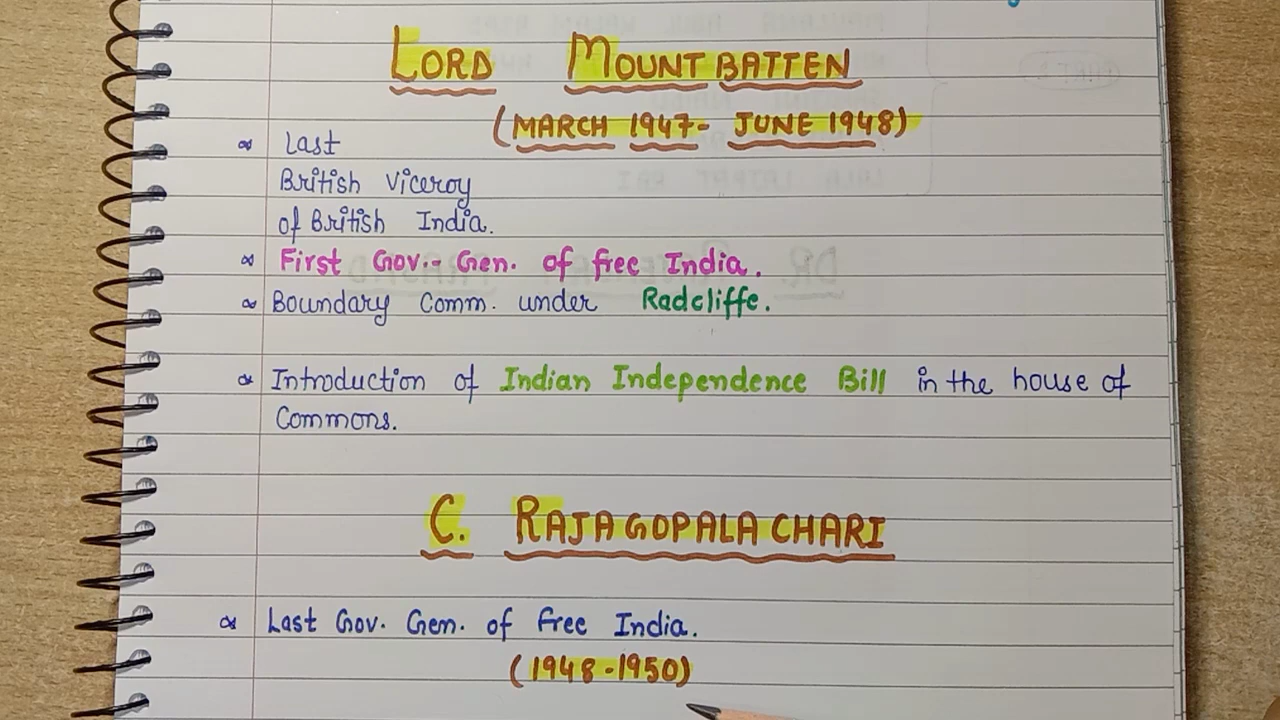 LORD MOUNTBATTEN
(MARCH 1947- JUNE 1948)
Last
British Viceroy
of British India.
First Gov.- Gen. of free India.
Boundary Comm. under Radcliffe.
Introduction of Indian Independence Bill in the house of
Commons.
C. RAJAGOPALACHARI
Last Gov. Gen. of free India.
(1948-1950)